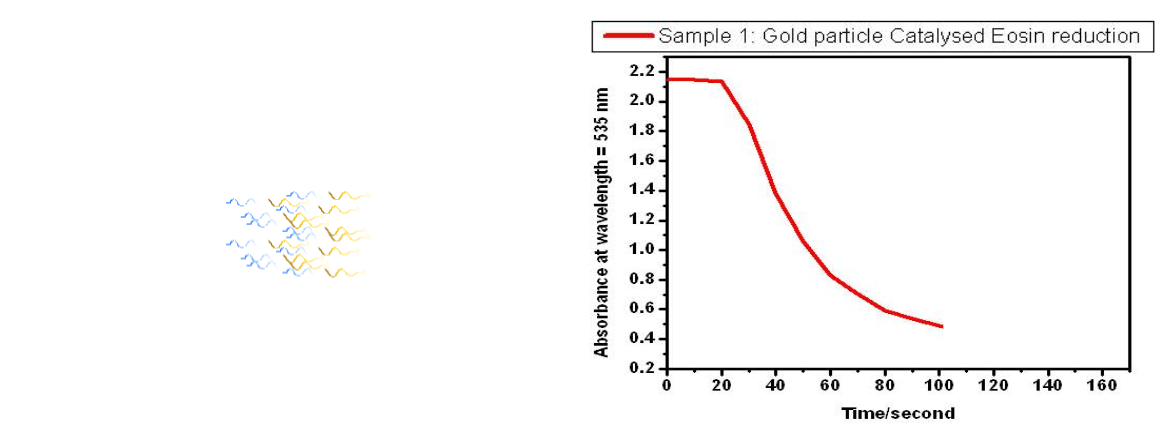 Sample 1: Gold particle Catalysed Eosin reduction
Absorbance at wavelength = 535 nm
2.2
2.0
1.8
1.6
1.4
1.2
1.0
0.8
0.6
0.4
0.2
0 20 40 60 80 100 120 140 160
Time/second